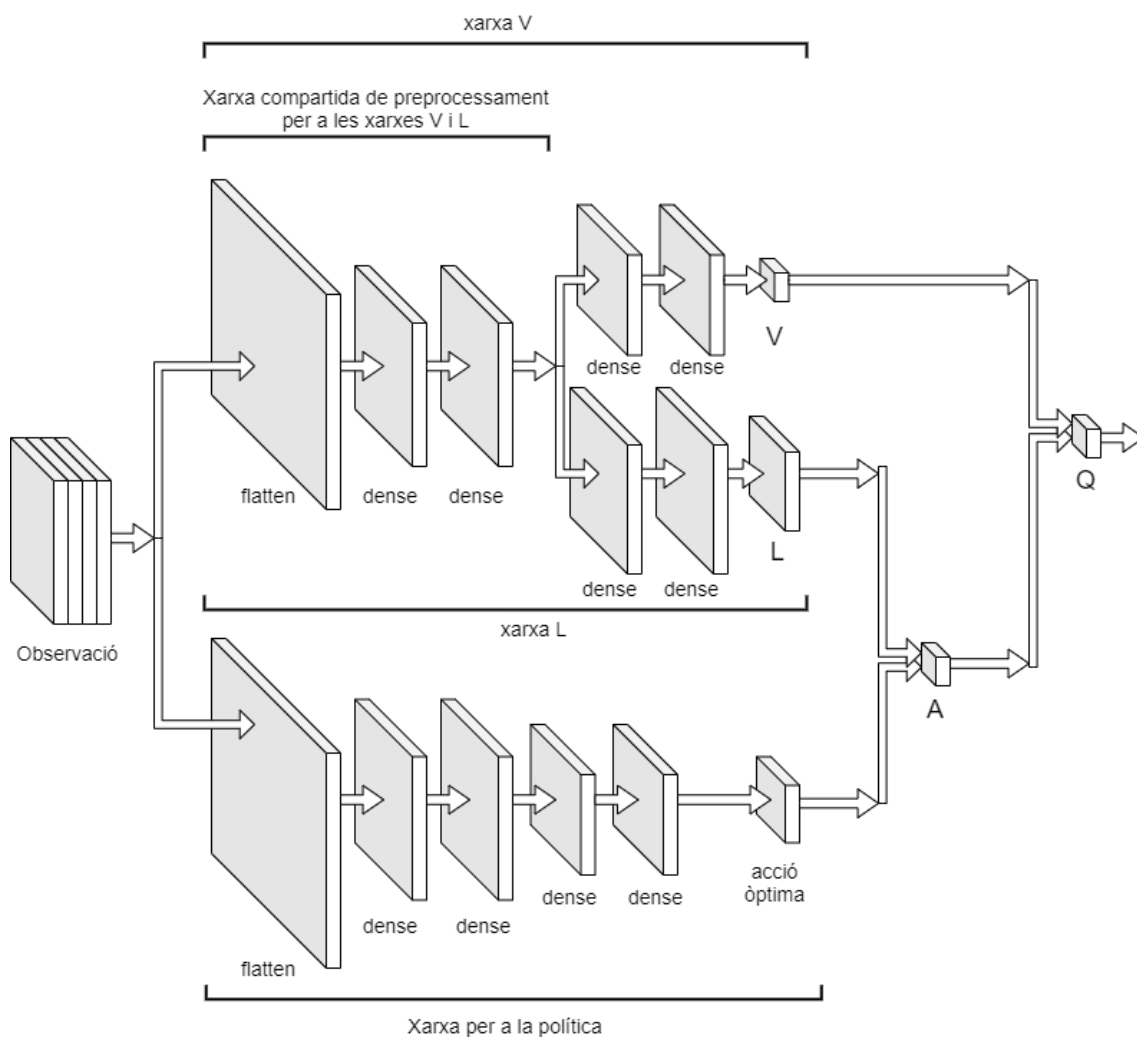 xarxa V
Xarxa compartida de preprocessament
per a les xarxes V i L
flatten
dense
dense
dense
dense
V
dense
dense
L
xarxa L
Q
Observació
A
flatten
dense
dense
dense
dense
acció
òptima
Xarxa per a la política